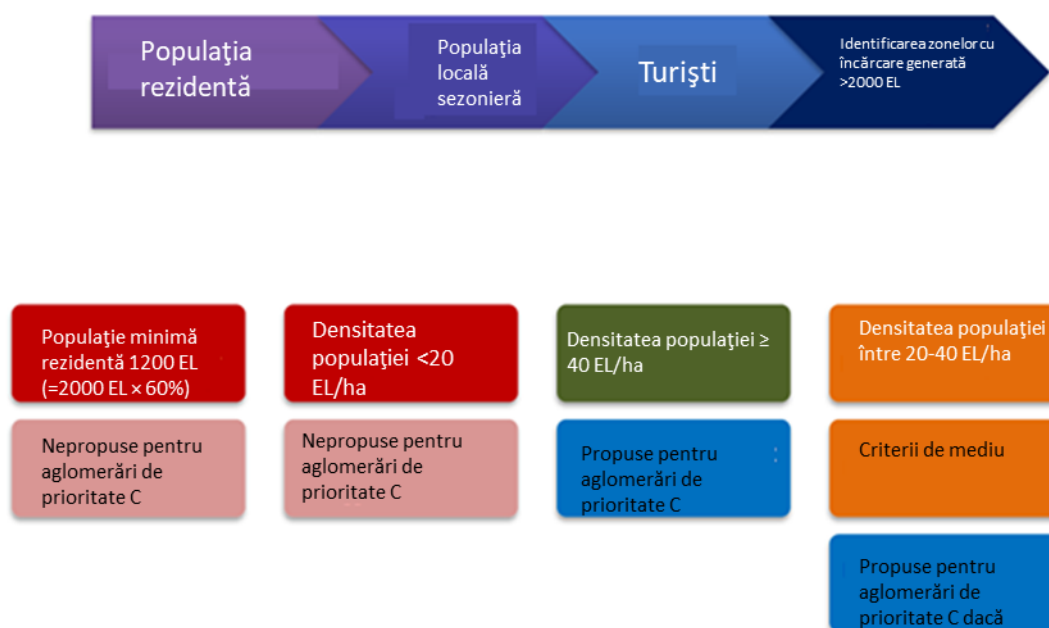 Populaţia
rezidentă
Populaţia
locală
sezonieră
Turişti
Identificarea zonelor cu
încărcare generată
>2000 EL
Populaţie minimă
rezidentă 1200 EL
(=2000 EL × 60%)
Nepropuse pentru
aglomerări de
prioritate C
Densitatea
populaţiei <20
EL/ha
Nepropuse pentru
aglomerări de
prioritate C
Densitatea populaţiei ≥
40 EL/ha
Propuse pentru
aglomerări de
prioritate C
Densitatea populaţiei
între 20-40 EL/ha
Criterii de mediu
Propuse pentru
aglomerări de
prioritate C dacă